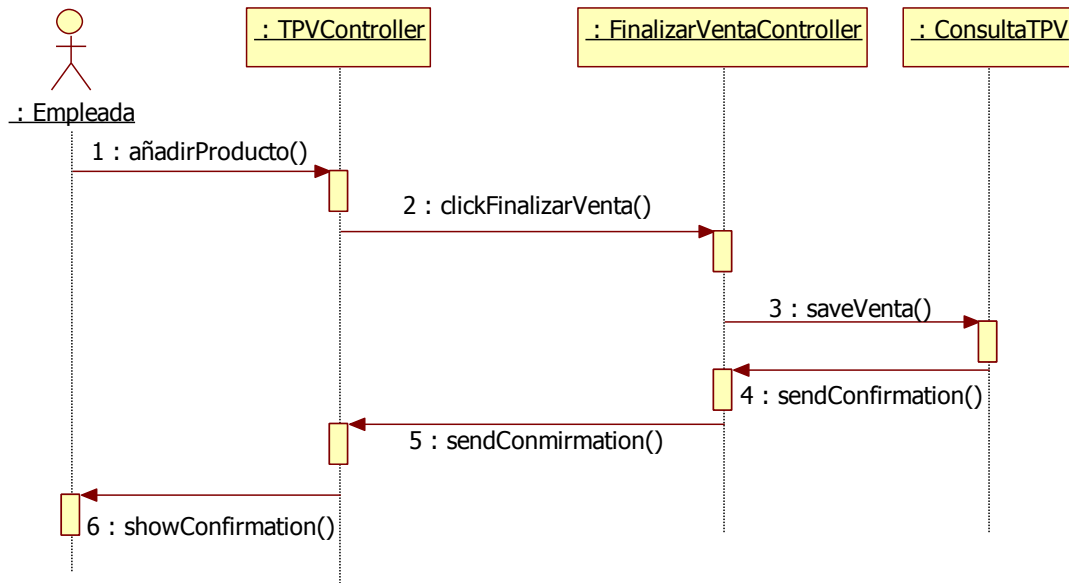 : TPVController
: FinalizarVentaController
: ConsultaTPV
: Empleada
1 : añadirProducto()
2 : clickFinalizarVenta()
3 : saveVenta()
4 : sendConfirmation()
5 : sendConmirmation()
6 : showConfirmation()